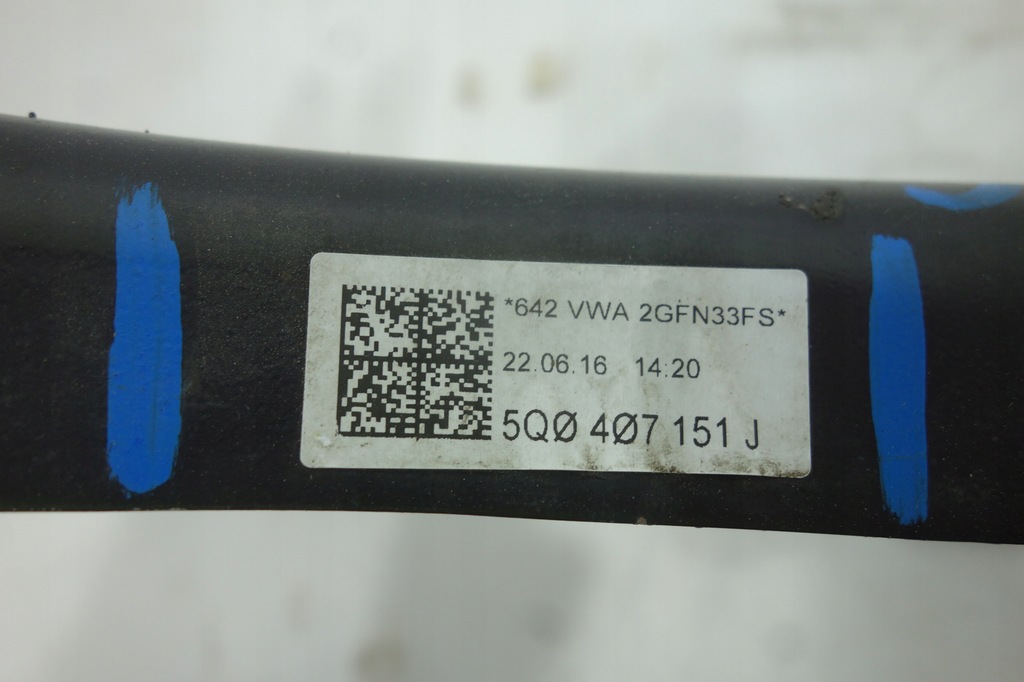 *642 VWA 2GFN33FS*
22.06.16 14:20
5QØ 4Ø7 151 J